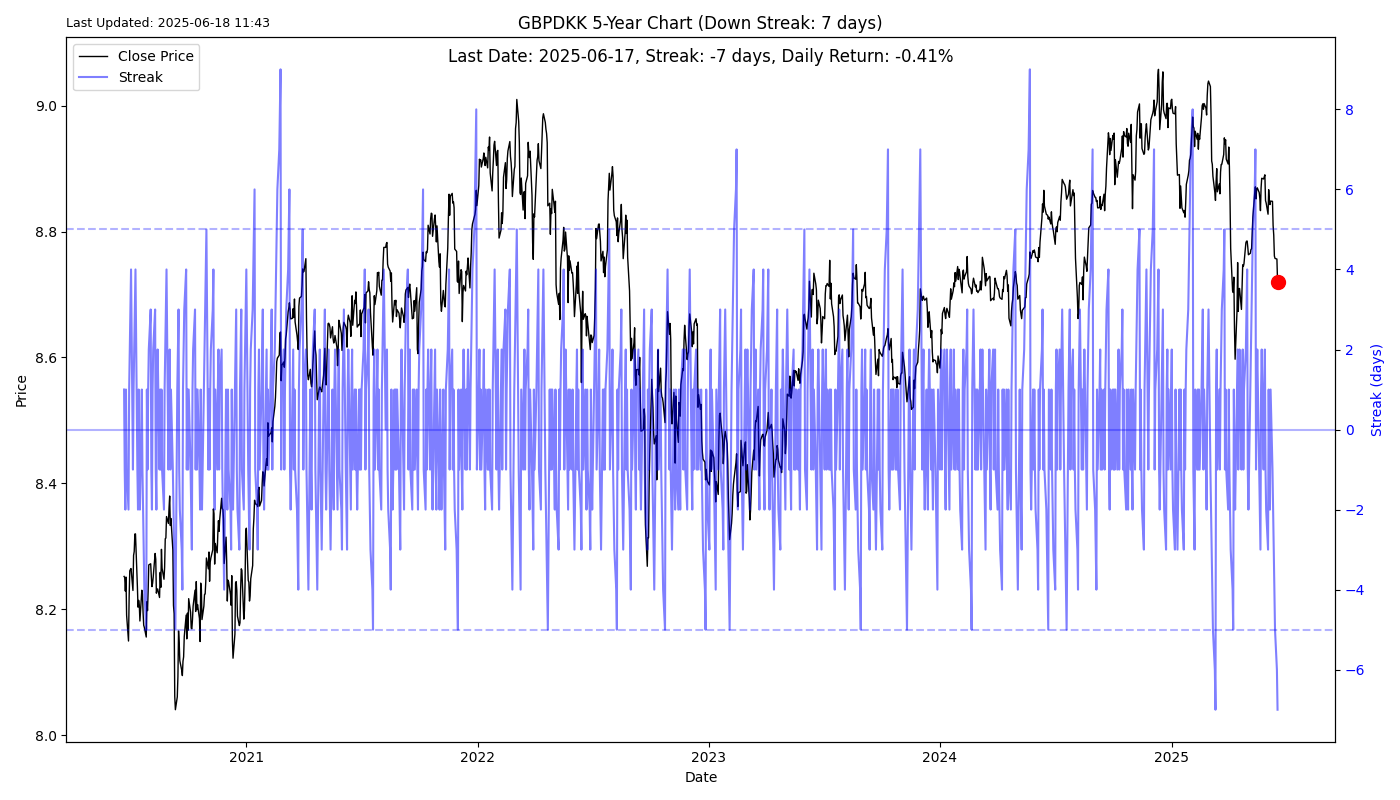 Last Updated: 2025-06-18 11:43
GBPDKK 5-Year Chart (Down Streak: 7 days)
Last Date: 2025-06-17, Streak: -7 days, Daily Return: -0.41%
Close Price
Streak
9.0
8.8
8.6
8.4
8.2
8.0
Price
8
6
4
2
0
−2
−4
−6
Streak (days)
2021
2022
2023
2024
2025
Date